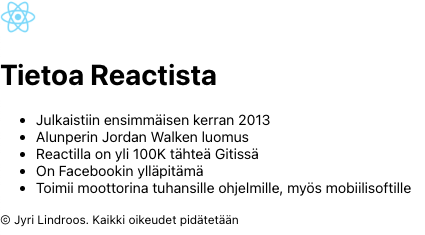 Tietoa Reactista
Julkaistiin ensimmäisen kerran 2013
Alunperin Jordan Walken luomus
Reactilla on yli 100K tähteä Gitissä
On Facebookin ylläpitämä
Toimii moottorina tuhansille ohjelmille, myös mobiilisoftille
© Jyri Lindroos. Kaikki oikeudet pidätetään